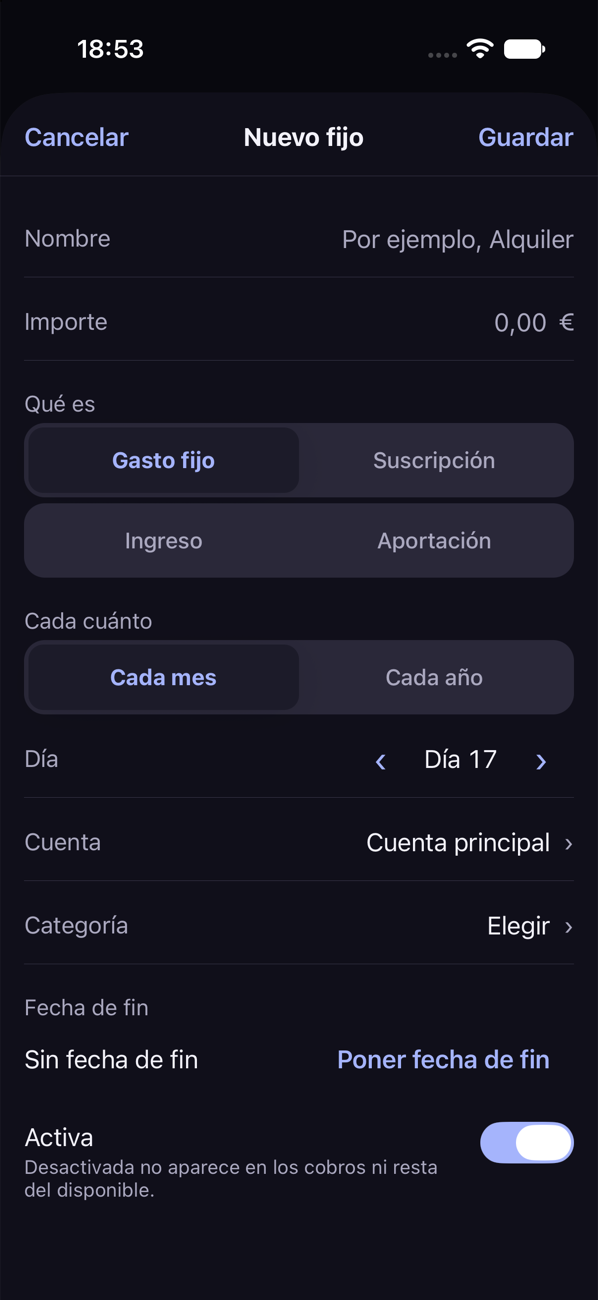 18:53
Cancelar Nuevo fijo Guardar
Nombre Por ejemplo, Alquiler
Importe 0,00 €
Qué es
Gasto fijo Suscripción
Ingreso Aportación
Cada cuánto
Cada mes Cada año
Día ‹ Día 17 ›
Cuenta Cuenta principal ›
Categoría Elegir ›
Fecha de fin
Sin fecha de fin Poner fecha de fin
Activa
Desactivada no aparece en los cobros ni resta
del disponible.